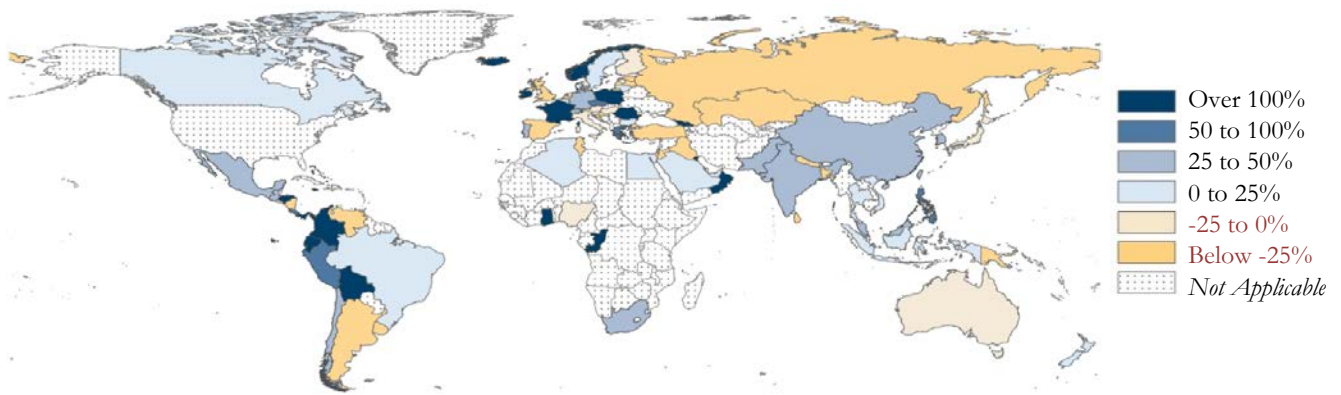 Over 100%
50 to 100%
25 to 50%
0 to 25%
-25 to 0%
Below -25%
Not Applicable